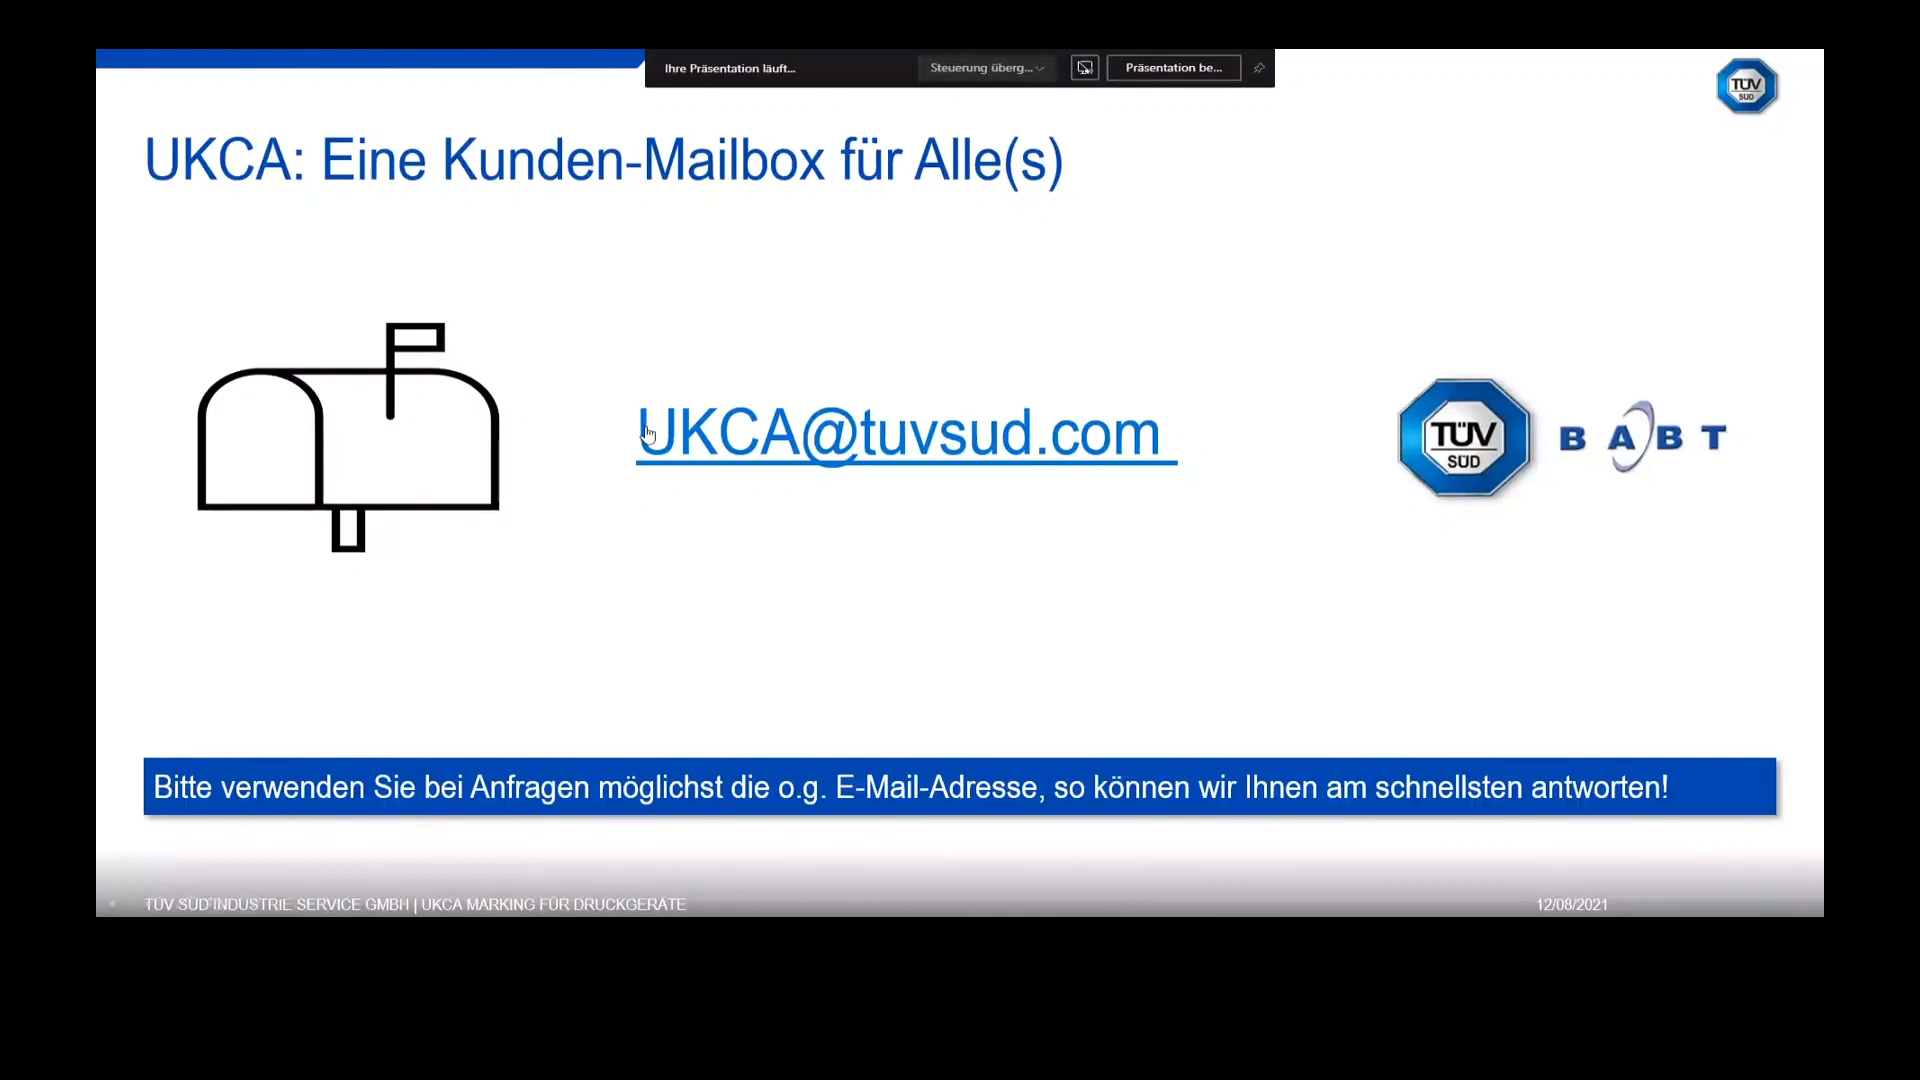 Ihre Präsentation läuft...
Steuerung überg...
Präsentation be...
TÜV
SÜD
UKCA: Eine Kunden-Mailbox für Alle(s)
UKCA@tuvsud.com
TÜV
SÜD
BABT
Bitte verwenden Sie bei Anfragen möglichst die o.g. E-Mail-Adresse, so können wir Ihnen am schnellsten antworten!
TÜV SÜD INDUSTRIE SERVICE GMBH | UKCA MARKING FÜR DRUCKGERÄTE
12/08/2021